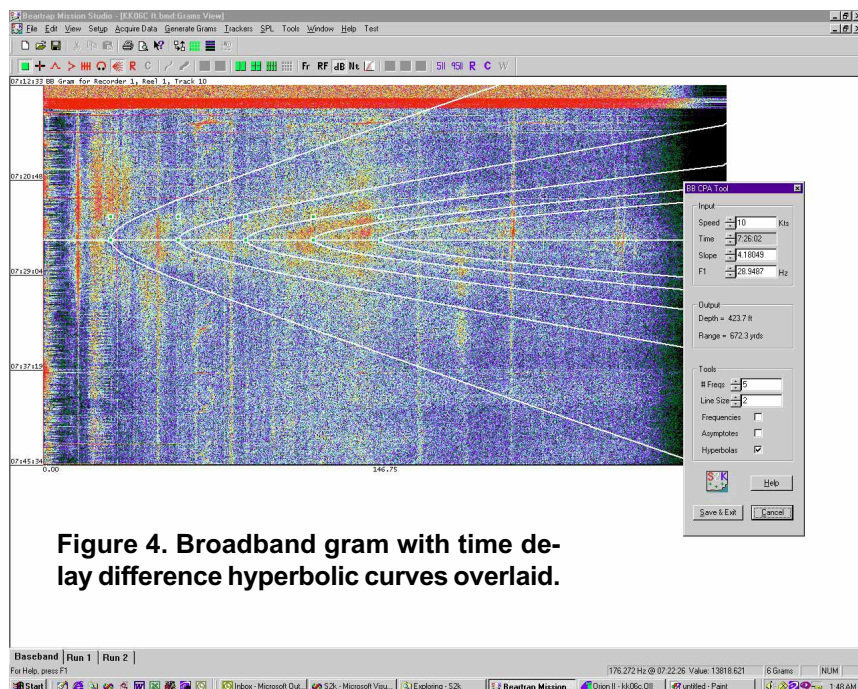 Beartrap Mission Studio - [KK06C ft.bmd:Grams View]
File Edit View Setup Acquire Data Generate Grams Trackers SPL Tools Window Help Test
R C Fr RF dB Nt R C W
07:12:33 BB Gram for Recorder 1, Reel 1, Track 10
07:20:48
07:29:04
07:37:19
07:45:34
0.00 146.75
BB CPA Tool
Input
Speed 10 Kts
Time 7:26:02
Slope 4.18049
F1 28.9487 Hz
Output
Depth = 423.7 ft
Range = 672.3 yrds
Tools
# Freqs 5
Line Size 2
Frequencies
Asymptotes
Hyperbolas
S K
Help
Save & Exit Cancel
Figure 4. Broadband gram with time de-
lay difference hyperbolic curves overlaid.
Baseband Run 1 Run 2
For Help, press F1 176.272 Hz @ 07:22:26 Value: 13818.621 6 Grams NUM
Start Inbox - Microsoft Out... S2k - Microsoft Visu... Exploring - S2k Beartrap Mission ... Orion II - kk06c.OII untitled - Paint 1:48 AM